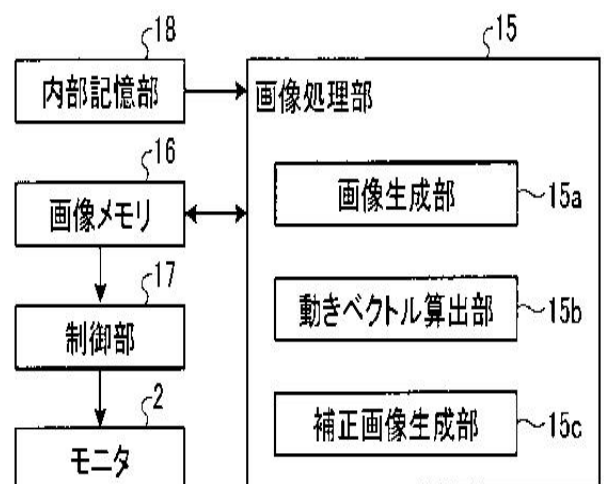 18
内部記憶部
16
画像メモリ
17
制御部
2
モニタ
15
画像処理部
画像生成部
15a
動きベクトル算出部
15b
補正画像生成部
15c